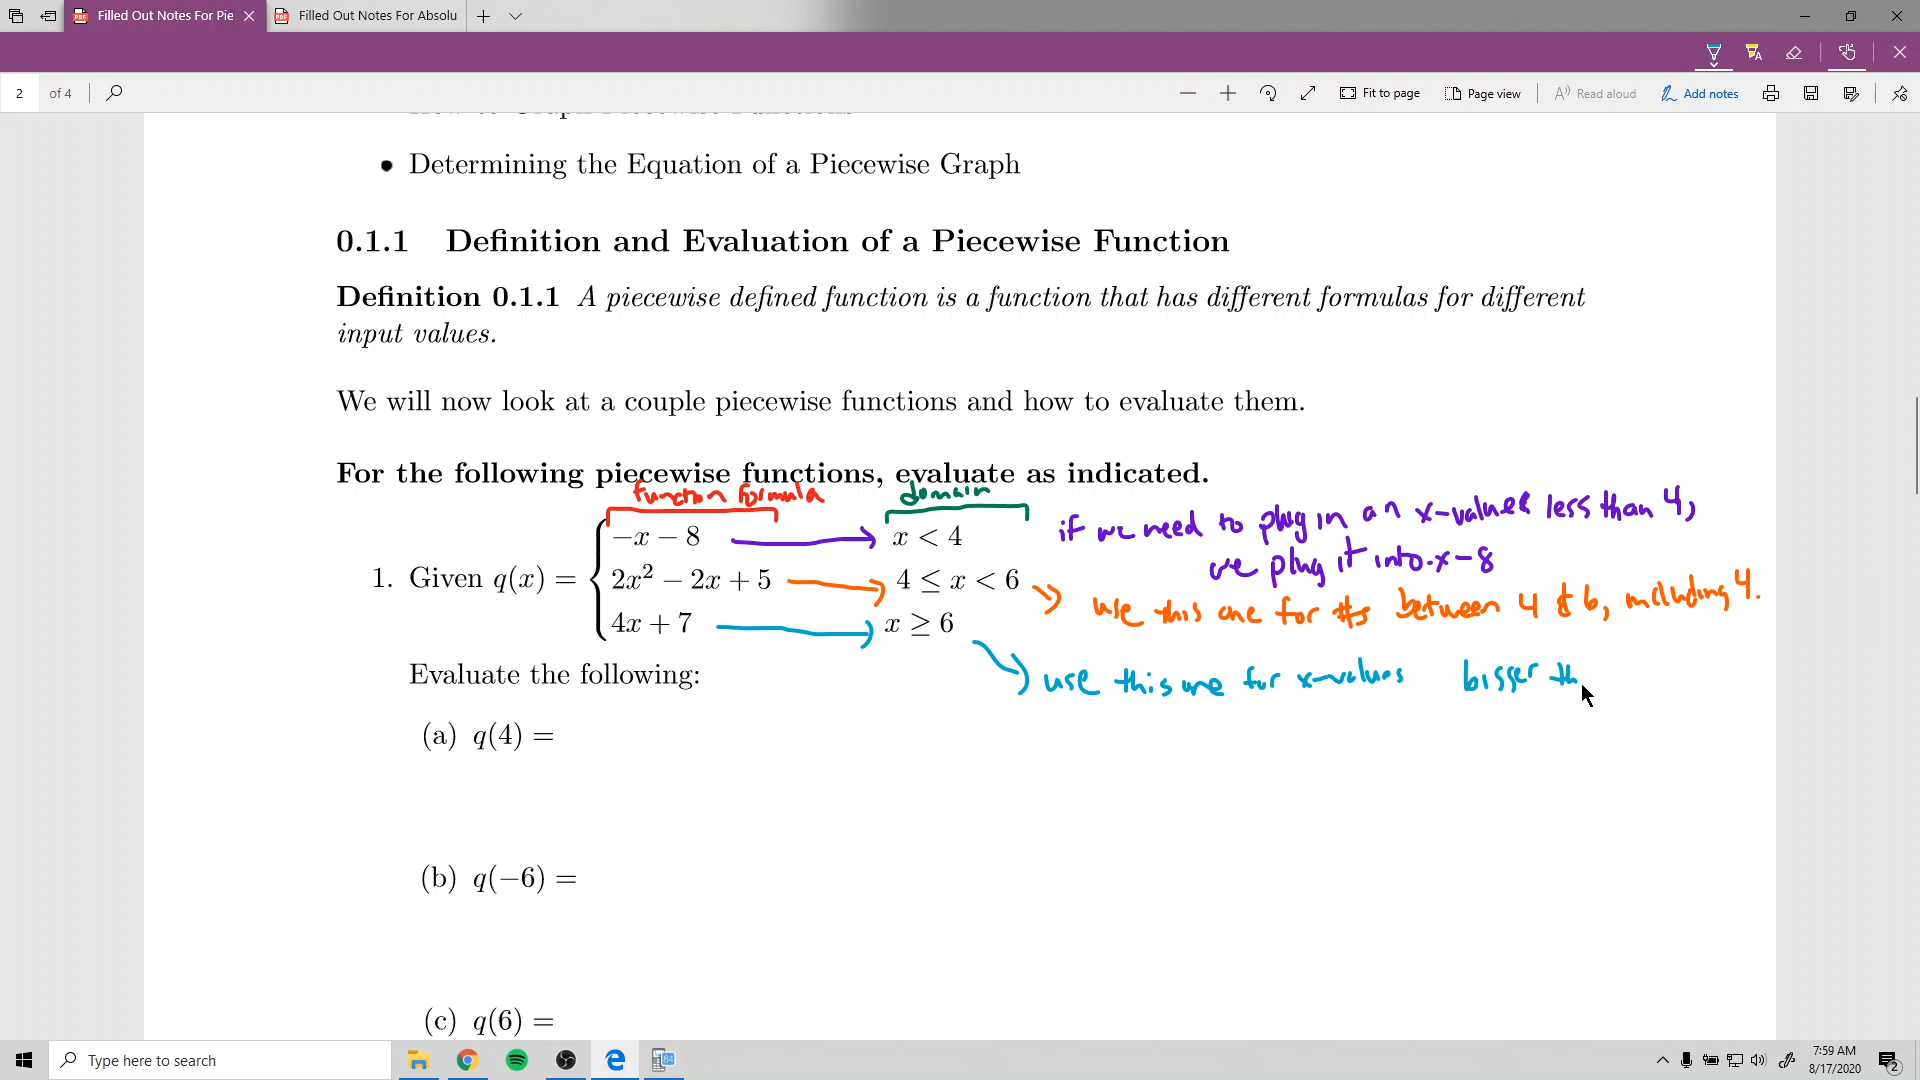 Filled Out Notes For Pie
Filled Out Notes For Absolu
2 of 4
Fit to page
Page view
Read aloud
Add notes
• Determining the Equation of a Piecewise Graph
0.1.1 Definition and Evaluation of a Piecewise Function
Definition 0.1.1 A piecewise defined function is a function that has different formulas for different
input values.
We will now look at a couple piecewise functions and how to evaluate them.
For the following piecewise functions, evaluate as indicated.
function formula
domain
1. Given q(x) =
−x − 8 x < 4
2x² − 2x + 5 4 ≤ x < 6
4x + 7 x ≥ 6
if we need to plug in an x-values less than 4,
we plug it into -x-8
use this one for #s between 4 & 6, including 4.
use this one for x-values bigger th
Evaluate the following:
(a) q(4) =
(b) q(−6) =
(c) q(6) =
Type here to search
7:59 AM
8/17/2020
2